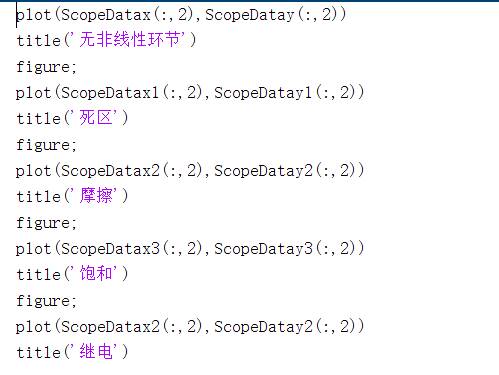 plot(ScopeDatax(:,2),ScopeDatay(:,2))
title('无非线性环节')
figure;
plot(ScopeDatax1(:,2),ScopeDatay1(:,2))
title('死区')
figure;
plot(ScopeDatax2(:,2),ScopeDatay2(:,2))
title('摩擦')
figure;
plot(ScopeDatax3(:,2),ScopeDatay3(:,2))
title('饱和')
figure;
plot(ScopeDatax2(:,2),ScopeDatay2(:,2))
title('继电')